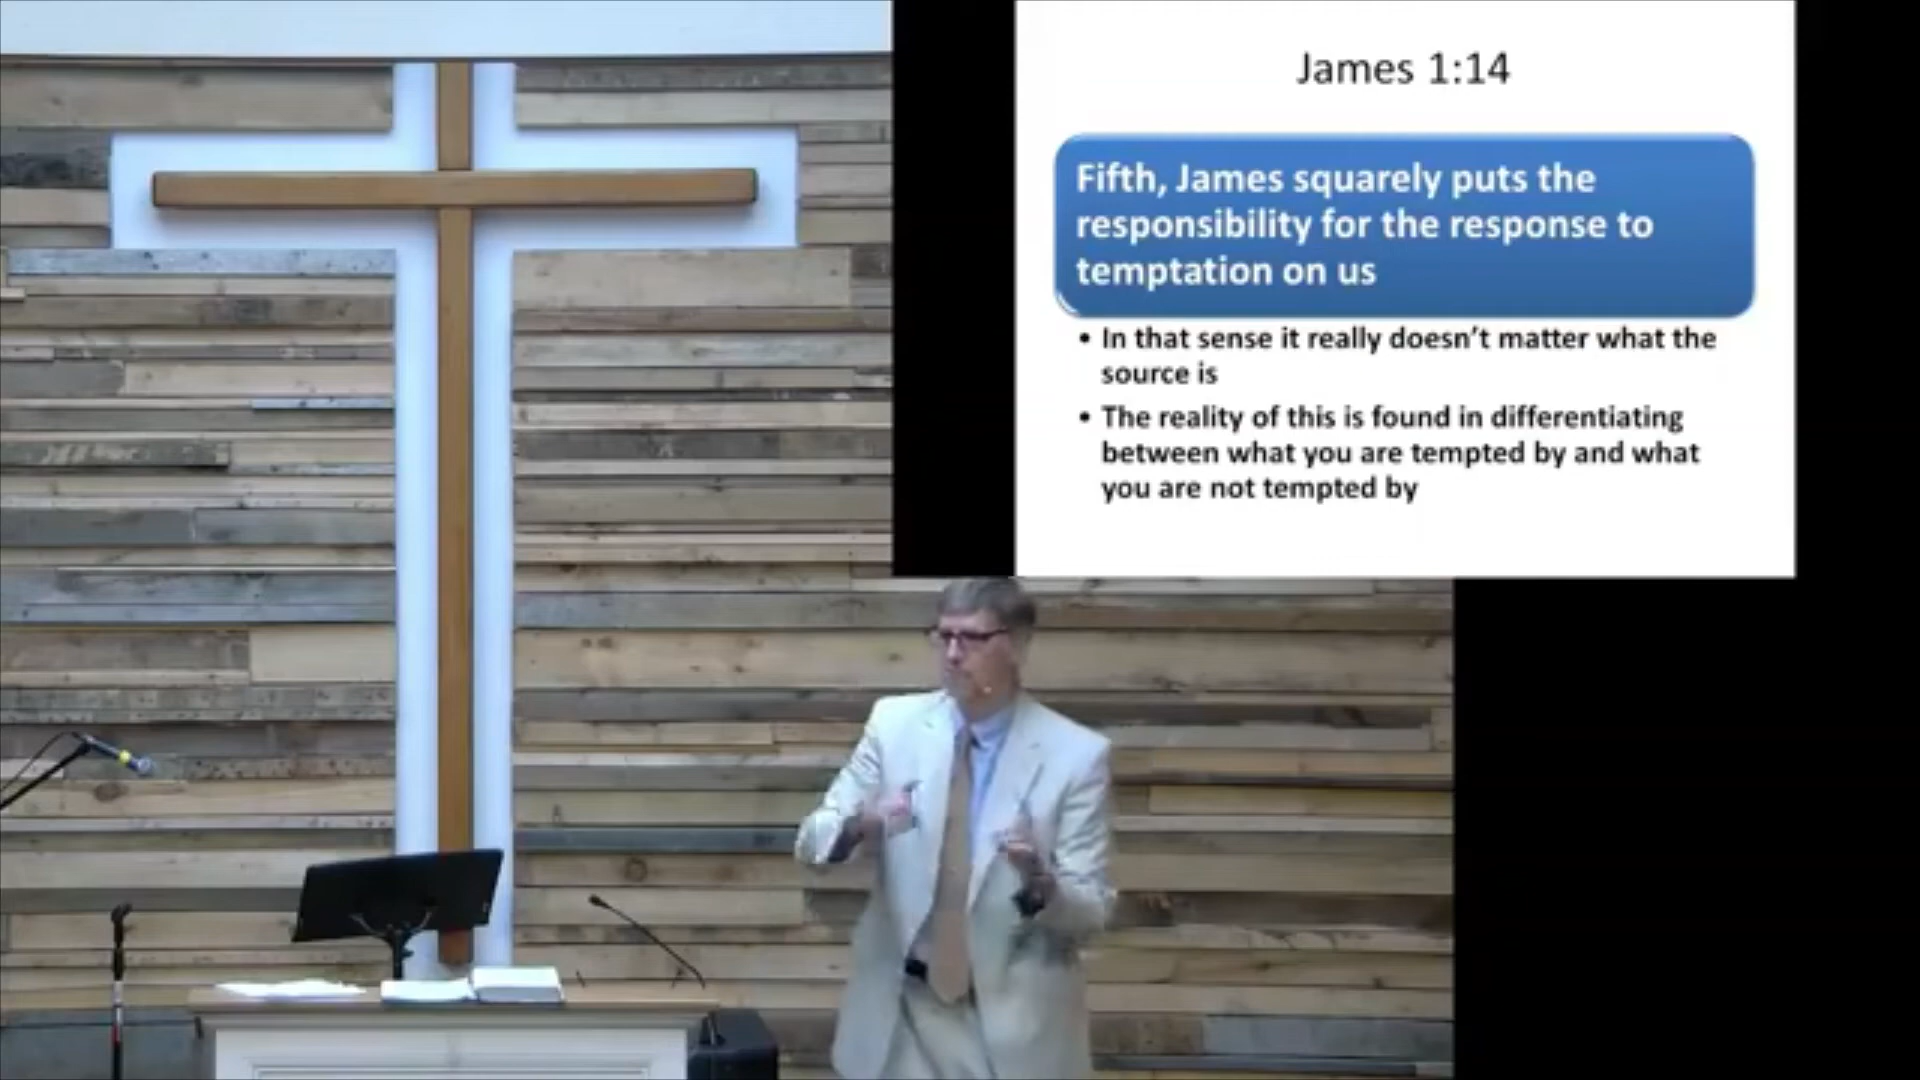 James 1:14
Fifth, James squarely puts the
responsibility for the response to
temptation on us
• In that sense it really doesn't matter what the
source is
• The reality of this is found in differentiating
between what you are tempted by and what
you are not tempted by